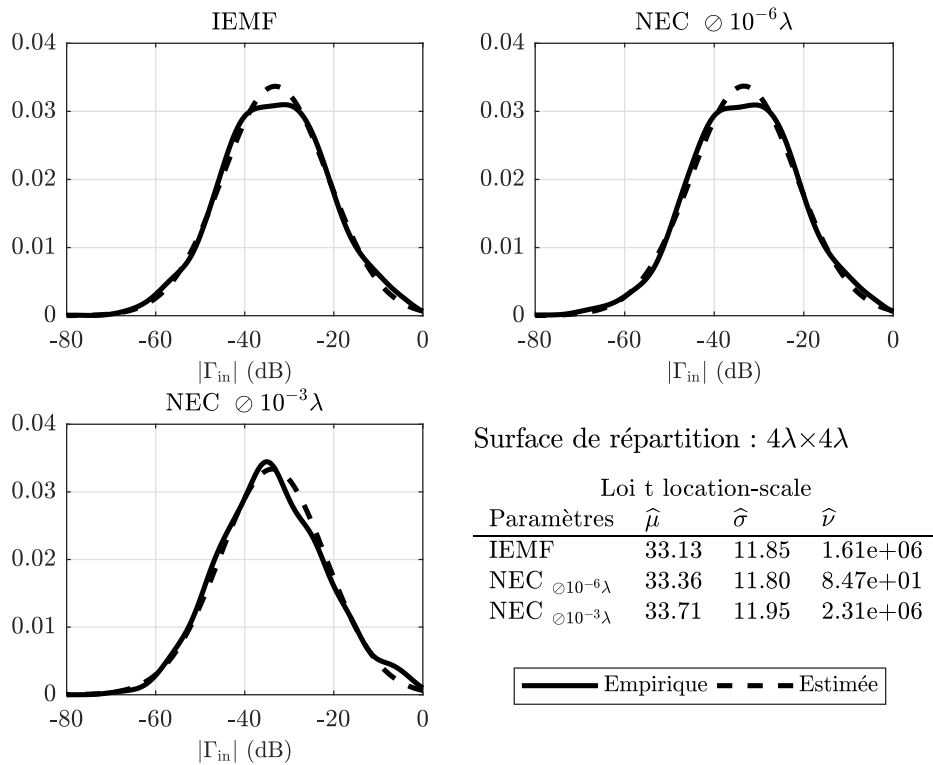 IEMF
0.04
0.03
0.02
0.01
0
-80 -60 -40 -20 0
|Γin| (dB)
NEC ⊘10⁻⁶λ
0.04
0.03
0.02
0.01
0
-80 -60 -40 -20 0
|Γin| (dB)
NEC ⊘10⁻³λ
0.04
0.03
0.02
0.01
0
-80 -60 -40 -20 0
|Γin| (dB)
Surface de répartition : 4λ×4λ
Loi t location-scale
Paramètres μ̂ σ̂ ν̂
IEMF 33.13 11.85 1.61e+06
NEC ⊘10⁻⁶λ 33.36 11.80 8.47e+01
NEC ⊘10⁻³λ 33.71 11.95 2.31e+06
Empirique Estimée